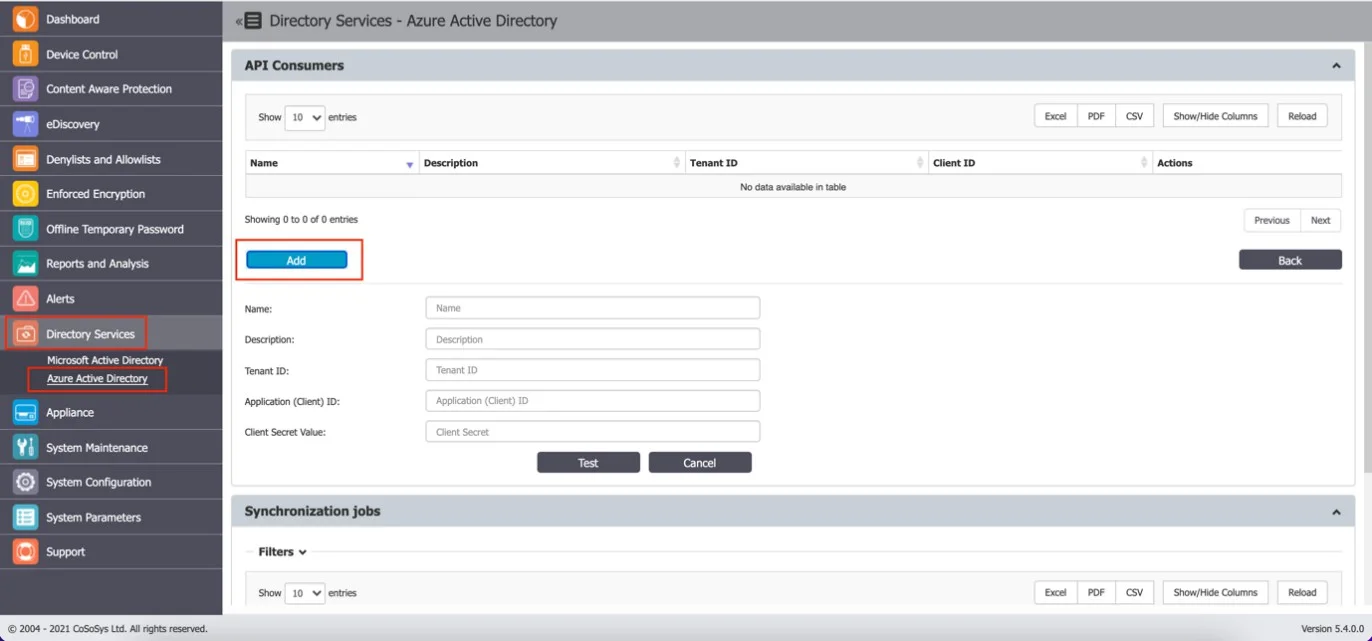 Dashboard
Device Control
Content Aware Protection
eDiscovery
Denylists and Allowlists
Enforced Encryption
Offline Temporary Password
Reports and Analysis
Alerts
Directory Services
Microsoft Active Directory
Azure Active Directory
Appliance
System Maintenance
System Configuration
System Parameters
Support
Directory Services - Azure Active Directory
API Consumers
Show 10 entries Excel PDF CSV Show/Hide Columns Reload
Name Description Tenant ID Client ID Actions
No data available in table
Showing 0 to 0 of 0 entries Previous Next
Add Back
Name: Name
Description: Description
Tenant ID: Tenant ID
Application (Client) ID: Application (Client) ID
Client Secret Value: Client Secret
Test Cancel
Synchronization jobs
Filters
Show 10 entries Excel PDF CSV Show/Hide Columns Reload
© 2004 - 2021 CoSoSys Ltd. All rights reserved. Version 5.4.0.0